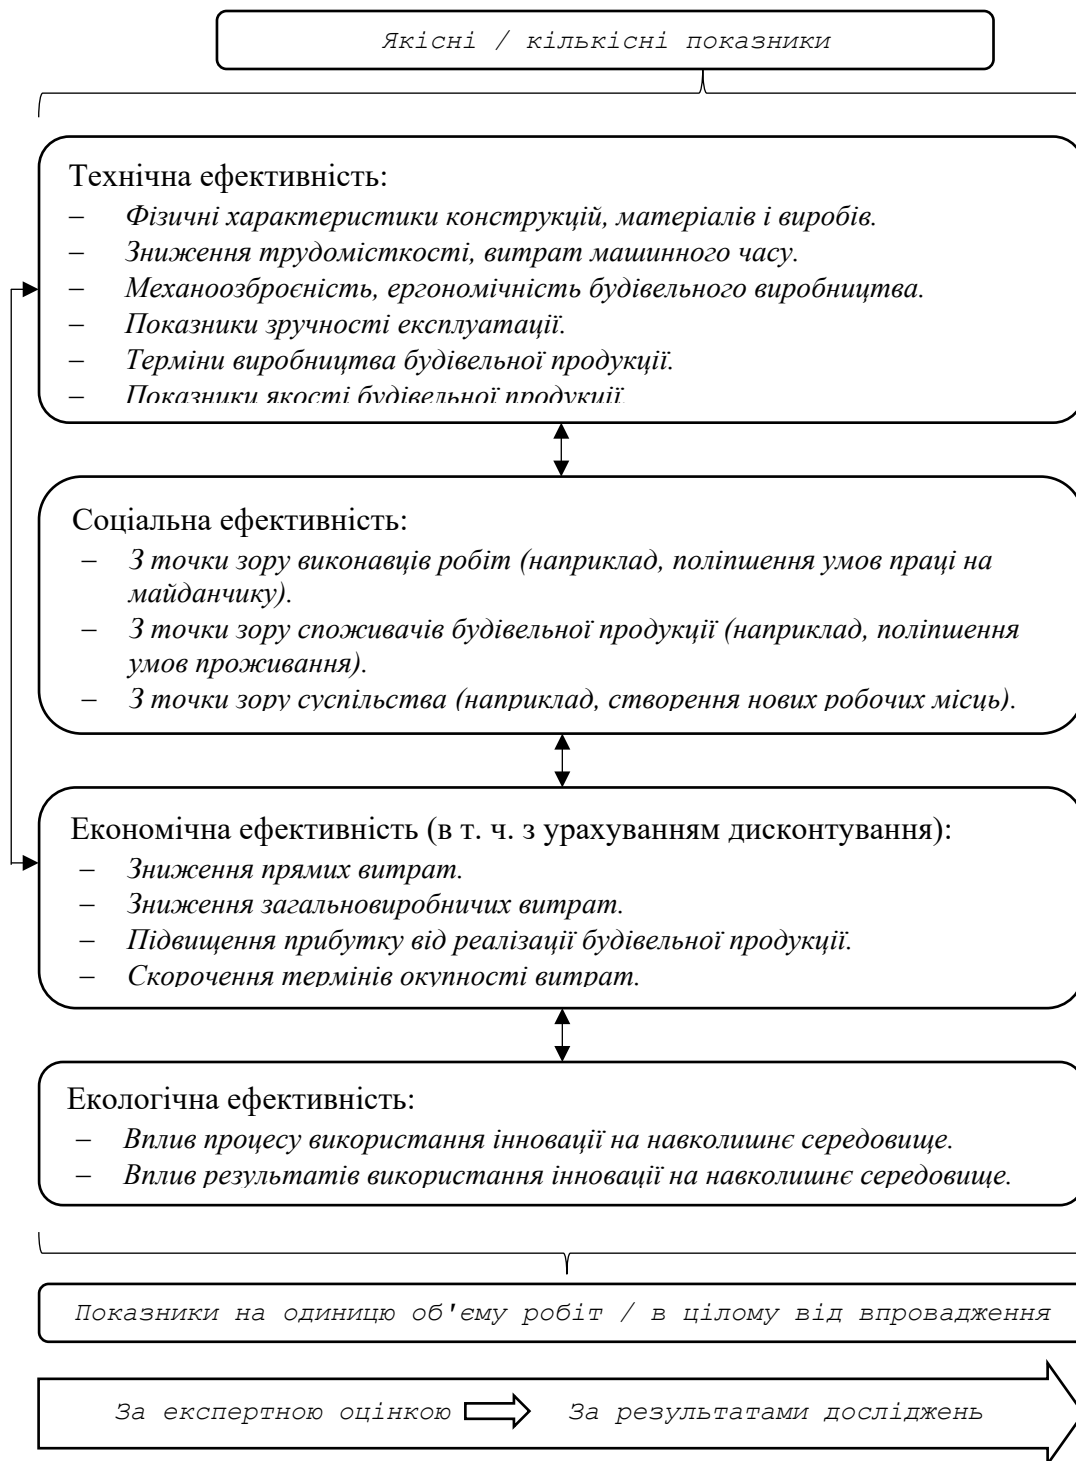 Якісні / кількісні показники
Технічна ефективність:
– Фізичні характеристики конструкцій, матеріалів і виробів.
– Зниження трудомісткості, витрат машинного часу.
– Механоозброєність, ергономічність будівельного виробництва.
– Показники зручності експлуатації.
– Терміни виробництва будівельної продукції.
– Показники якості будівельної продукції
Соціальна ефективність:
– З точки зору виконавців робіт (наприклад, поліпшення умов праці на
майданчику).
– З точки зору споживачів будівельної продукції (наприклад, поліпшення
умов проживання).
– З точки зору суспільства (наприклад, створення нових робочих місць).
Економічна ефективність (в т. ч. з урахуванням дисконтування):
– Зниження прямих витрат.
– Зниження загальновиробничих витрат.
– Підвищення прибутку від реалізації будівельної продукції.
– Скорочення термінів окупності витрат.
Екологічна ефективність:
– Вплив процесу використання інновації на навколишнє середовище.
– Вплив результатів використання інновації на навколишнє середовище.
Показники на одиницю об'єму робіт / в цілому від впровадження
За експертною оцінкою За результатами досліджень